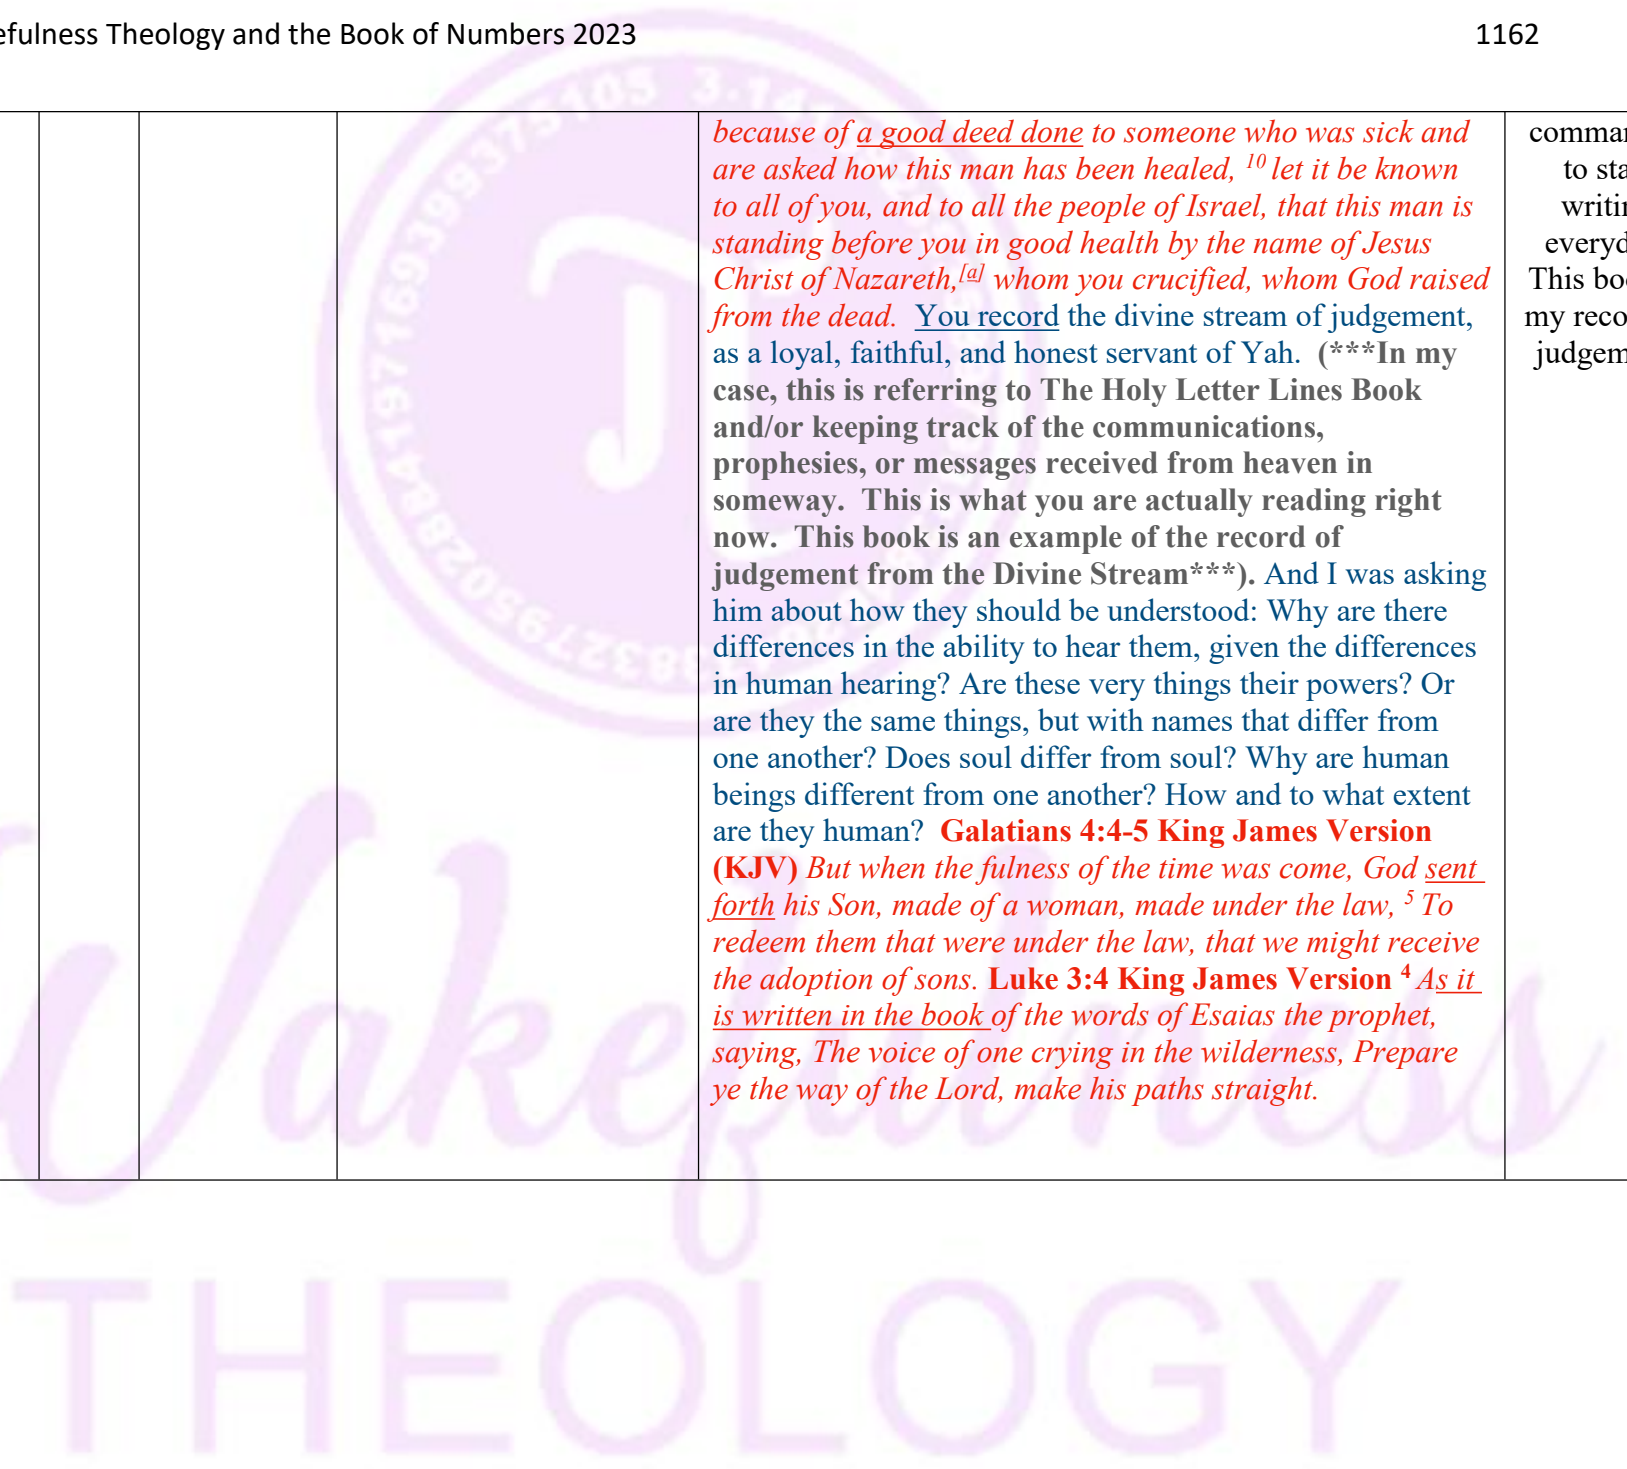 efulness Theology and the Book of Numbers 2023 1162
because of a good deed done to someone who was sick and
are asked how this man has been healed, 10 let it be known
to all of you, and to all the people of Israel, that this man is
standing before you in good health by the name of Jesus
Christ of Nazareth,[a] whom you crucified, whom God raised
from the dead. You record the divine stream of judgement,
as a loyal, faithful, and honest servant of Yah. (***In my
case, this is referring to The Holy Letter Lines Book
and/or keeping track of the communications,
prophesies, or messages received from heaven in
someway. This is what you are actually reading right
now. This book is an example of the record of
judgement from the Divine Stream***). And I was asking
him about how they should be understood: Why are there
differences in the ability to hear them, given the differences
in human hearing? Are these very things their powers? Or
are they the same things, but with names that differ from
one another? Does soul differ from soul? Why are human
beings different from one another? How and to what extent
are they human? Galatians 4:4-5 King James Version
(KJV) But when the fulness of the time was come, God sent
forth his Son, made of a woman, made under the law, 5 To
redeem them that were under the law, that we might receive
the adoption of sons. Luke 3:4 King James Version 4 As it
is written in the book of the words of Esaias the prophet,
saying, The voice of one crying in the wilderness, Prepare
ye the way of the Lord, make his paths straight.
comman
to sta
writin
everyd
This boo
my reco
judgem
Wakefulness
THEOLOGY